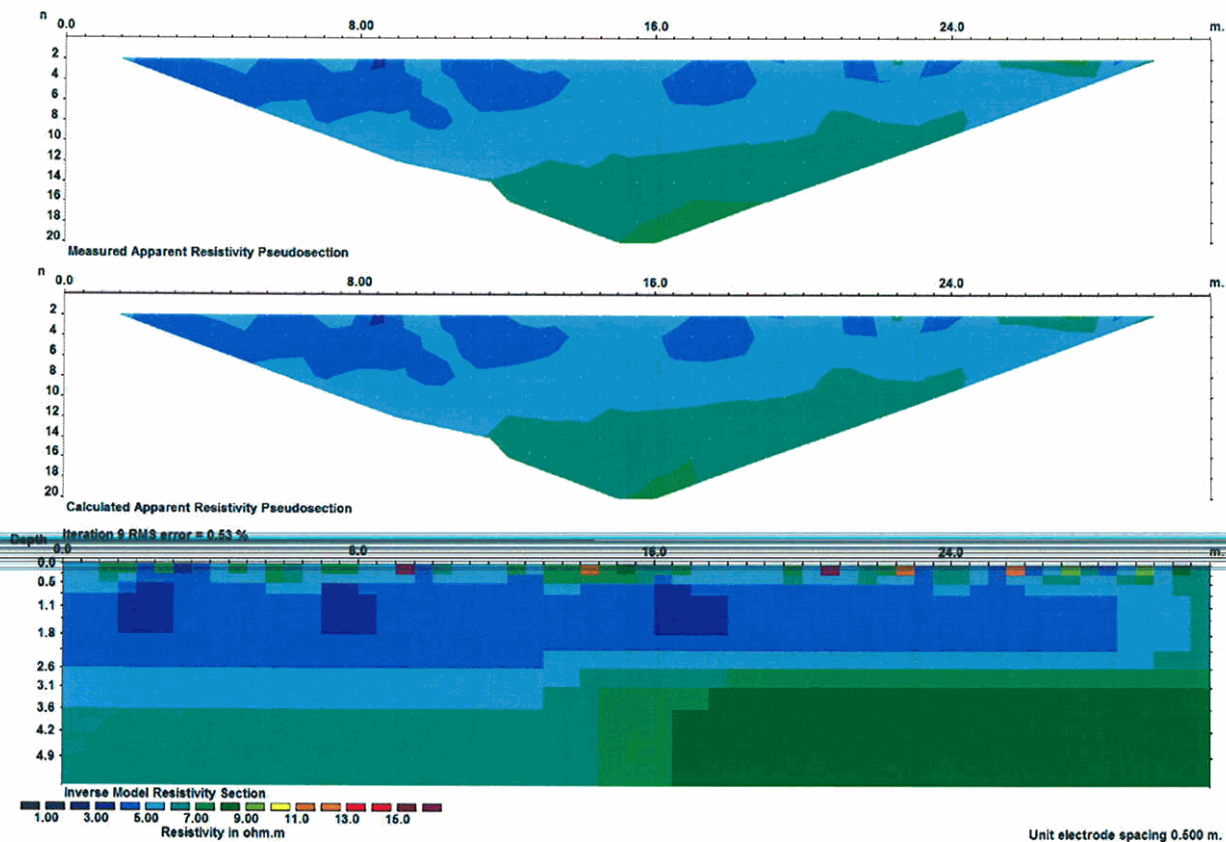 n 0.0 8.00 16.0 24.0 m.
2
4
6
8
10
12
14
16
18
20
Measured Apparent Resistivity Pseudosection
n 0.0 8.00 16.0 24.0 m.
2
4
6
8
10
12
14
16
18
20
Calculated Apparent Resistivity Pseudosection
Depth Iteration 9 RMS error = 0.53 %
0.0 8.00 16.0 24.0 m.
0.0
0.5
1.1
1.8
2.6
3.1
3.6
4.2
4.9
Inverse Model Resistivity Section
1.00 3.00 5.00 7.00 9.00 11.0 13.0 15.0
Resistivity in ohm.m
Unit electrode spacing 0.500 m.